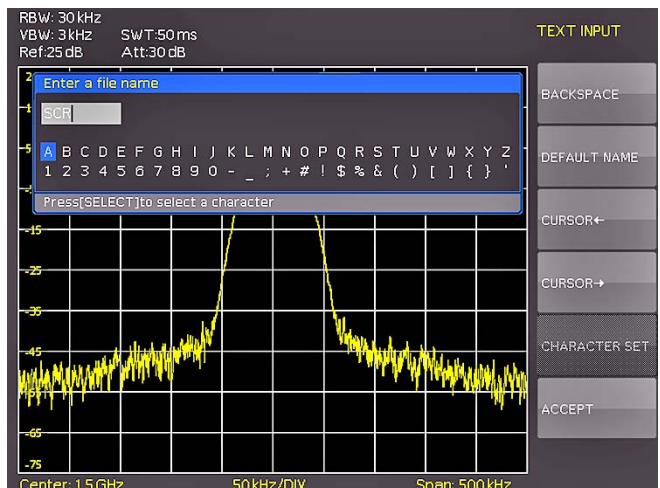 RBW: 30 kHz
VBW: 3 kHz SWT:50 ms
Ref:25 dB Att:30 dB
TEXT INPUT
Enter a file name
SCR
A B C D E F G H I J K L M N O P Q R S T U V W X Y Z
1 2 3 4 5 6 7 8 9 0 - _ ; + # ! $ % & ( ) [ ] { } '
Press[SELECT]to select a character
BACKSPACE
DEFAULT NAME
CURSOR←
CURSOR→
CHARACTER SET
ACCEPT
-15
-25
-35
-45
-65
-75
Center: 1.5 GHz 50 kHz/DIV Span: 500 kHz